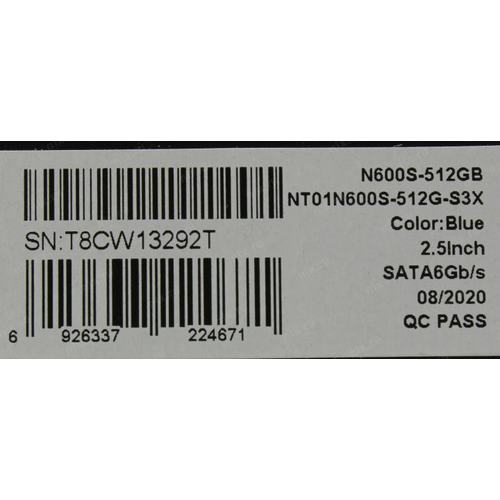 N600S-512GB
NT01N600S-512G-S3X
SN:T8CW13292T
Color:Blue
2.5Inch
SATA6Gb/s
08/2020
QC PASS
6 926337 224671